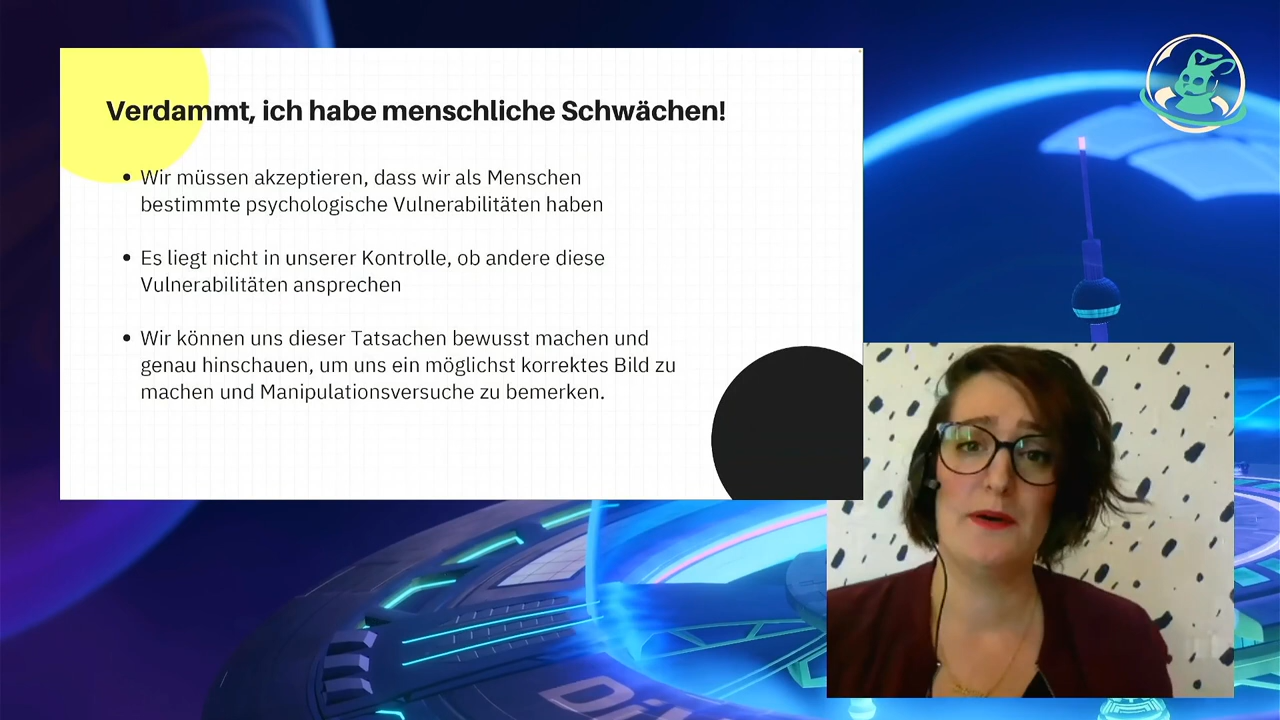 Verdammt, ich habe menschliche Schwächen!
• Wir müssen akzeptieren, dass wir als Menschen
bestimmte psychologische Vulnerabilitäten haben
• Es liegt nicht in unserer Kontrolle, ob andere diese
Vulnerabilitäten ansprechen
• Wir können uns dieser Tatsachen bewusst machen und
genau hinschauen, um uns ein möglichst korrektes Bild zu
machen und Manipulationsversuche zu bemerken.